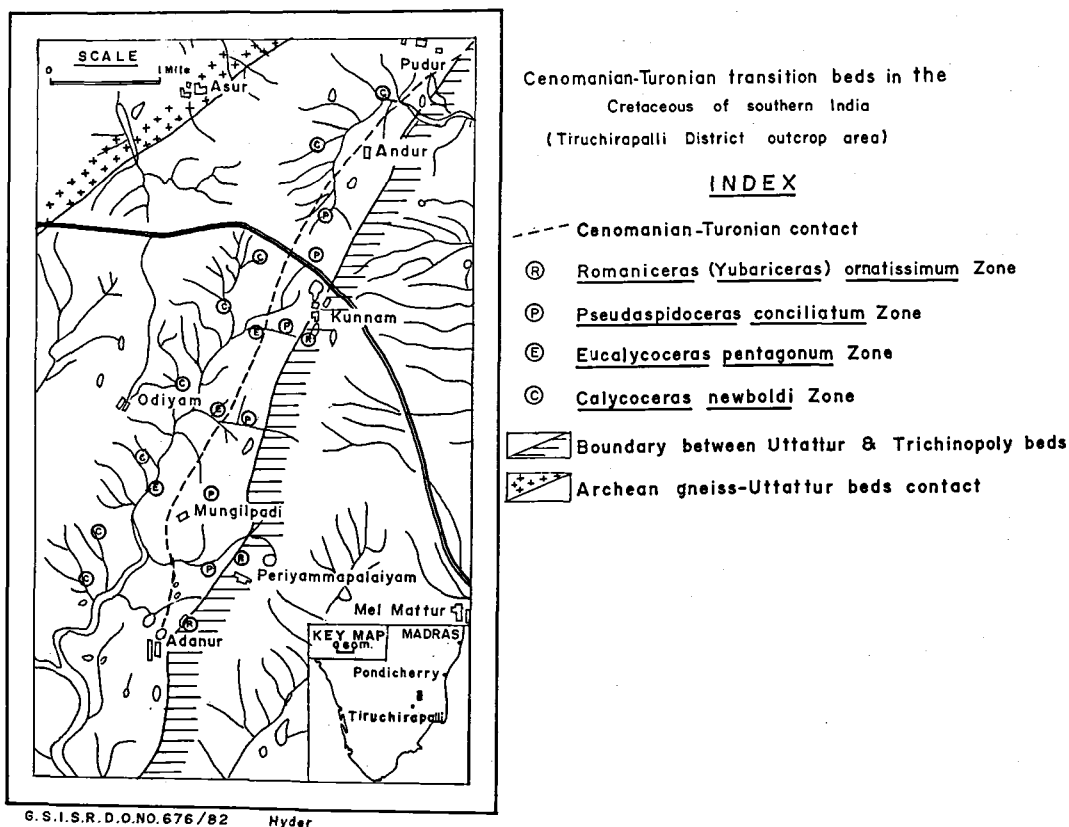 SCALE
0 1 Mile
Asur
Pudur
C
Andur
C
P
C
P
C
Kunnam
E P
R
C
Odiyam
E P
C
E P
Mungilpadi
C
P R
C
Periyammapalaiyam
Mel Mattur
R
Adanur
KEY MAP
MADRAS
Pondicherry
Tiruchirapalli
Cenomanian-Turonian transition beds in the
Cretaceous of southern India
(Tiruchirapalli District outcrop area)
INDEX
Cenomanian-Turonian contact
R Romaniceras (Yubariceras) ornatissimum Zone
P Pseudaspidoceras conciliatum Zone
E Eucalycoceras pentagonum Zone
C Calycoceras newboldi Zone
Boundary between Uttattur & Trichinopoly beds
Archean gneiss-Uttattur beds contact
G.S.I.S.R.D.O.NO. 676/82 Hyder